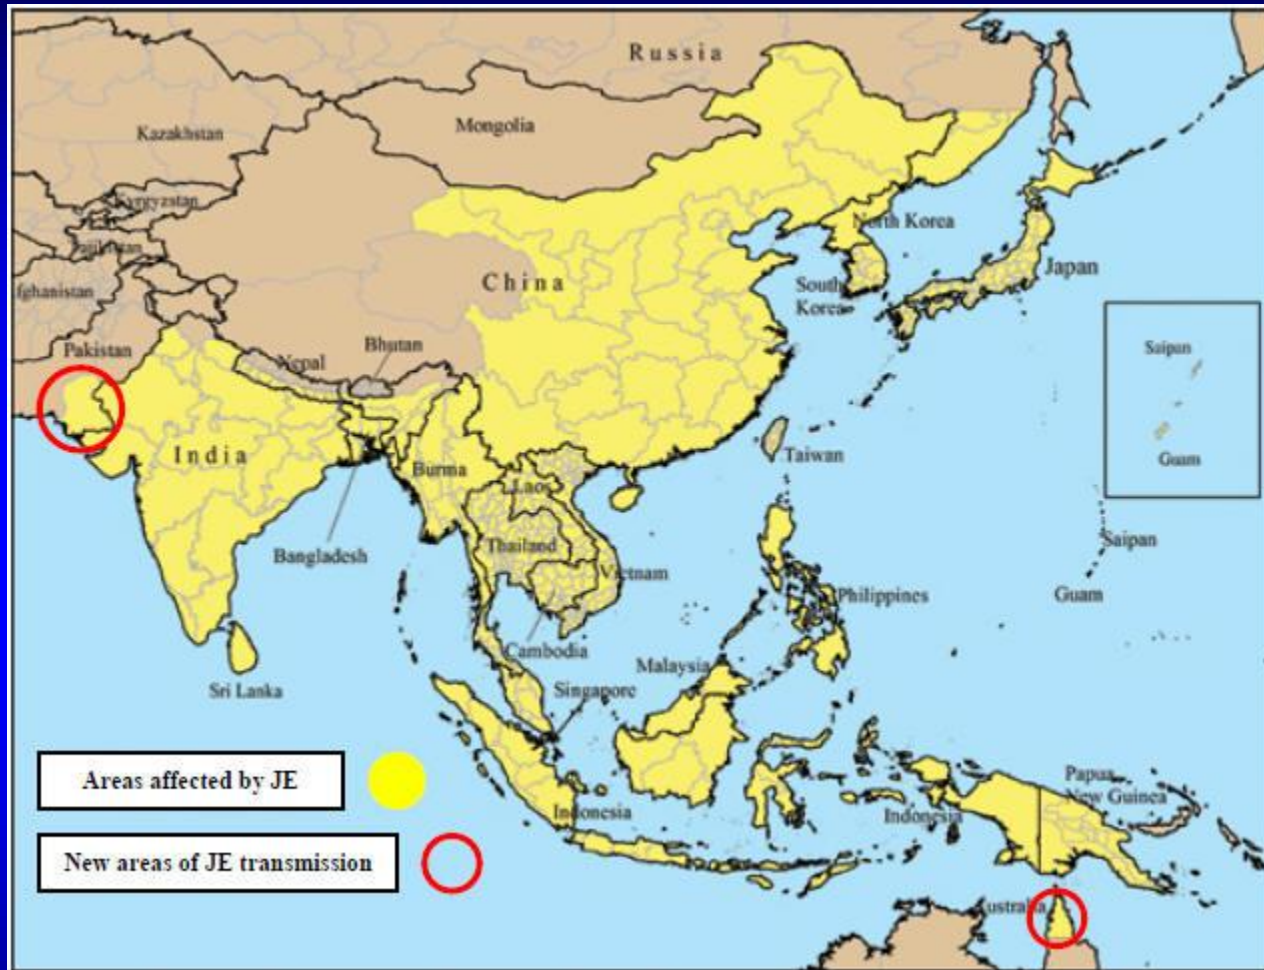 Russia
Kazakhstan
Mongolia
Kyrgyzstan
Tajikistan
fghanistan
North Korea
China
Japan
South
Korea
Pakistan
Nepal
Bhutan
Saipan
India
Taiwan
Guam
Burma
Laos
Bangladesh
Thailand
Saipan
Vietnam
Guam
Philippines
Cambodia
Malaysia
Sri Lanka
Singapore
Areas affected by JE
Papua
New Guinea
Indonesia
Indonesia
New areas of JE transmission
Australia